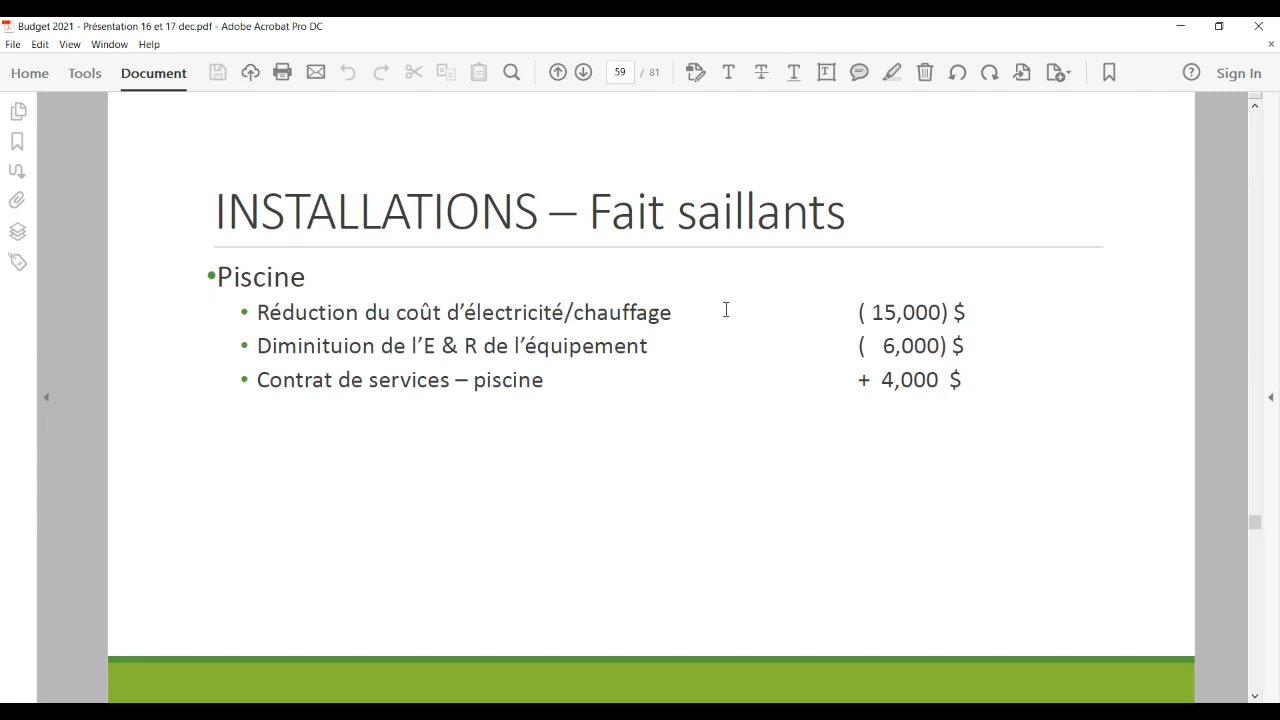 Budget 2021 - Présentation 16 et 17 dec.pdf - Adobe Acrobat Pro DC
File Edit View Window Help
Home Tools Document 59 / 81 Sign In
INSTALLATIONS – Fait saillants
•Piscine
• Réduction du coût d'électricité/chauffage ( 15,000) $
• Diminituion de l'E & R de l'équipement ( 6,000) $
• Contrat de services – piscine + 4,000 $